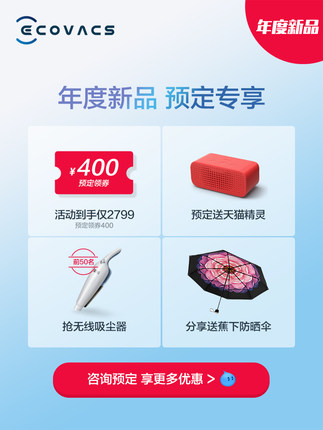 ECOVACS
年度新品
年度新品 预定专享
¥400
预定领券
活动到手仅2799
预定领券400
预定送天猫精灵
前50名
抢无线吸尘器
分享送蕉下防晒伞
咨询预定 享更多优惠 >